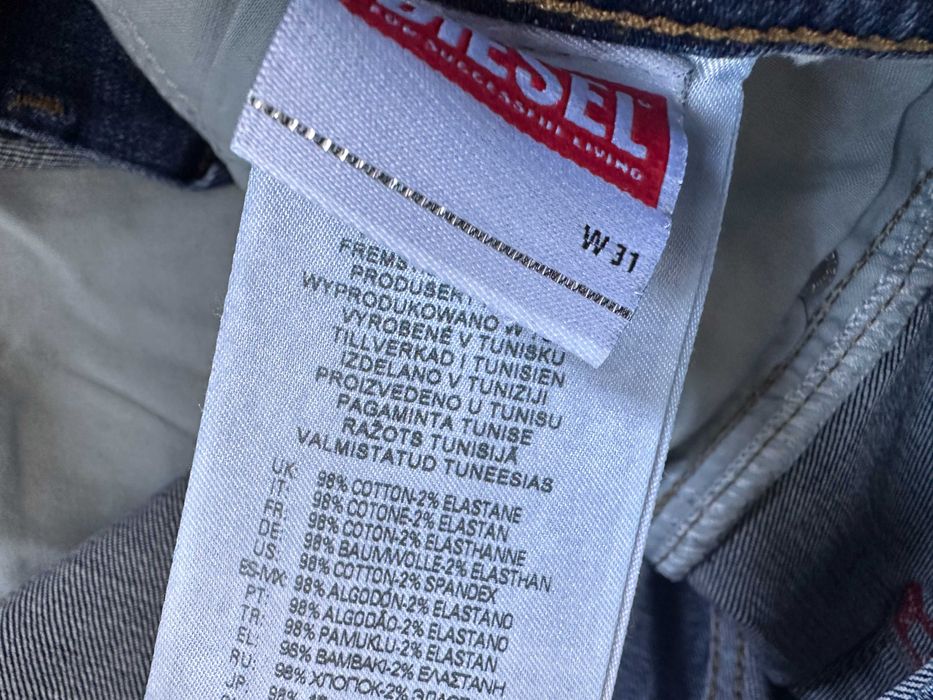 DIESEL
FOR SUCCESSFUL LIVING
W 31
PRODUSERT
WYPRODUKOWANO W
VYROBENÉ V TUNISKU
TILLVERKAD I TUNISIEN
IZDELANO V TUNIZIJI
PROIZVEDENO U TUNISU
PAGAMINTA TUNISE
RAŽOTS TUNISIJĀ
VALMISTATUD TUNEESIAS
UK: 98% COTTON-2% ELASTANE
IT: 98% COTONE-2% ELASTAN
FR: 98% COTON-2% ELASTHANNE
DE: 98% BAUMWOLLE-2% ELASTHAN
US: 98% COTTON-2% SPANDEX
ES-MX: 98% ALGODÓN-2% ELASTANO
PT: 98% ALGODÃO-2% ELASTANO
TR: 98% PAMUKLU-2% ELASTAN
EL: 98% ΒΑΜΒΑΚΙ-2% ΕΛΑΣΤΑΝΗ
RU: 98% ХЛОПОК-2%
JP: 98%